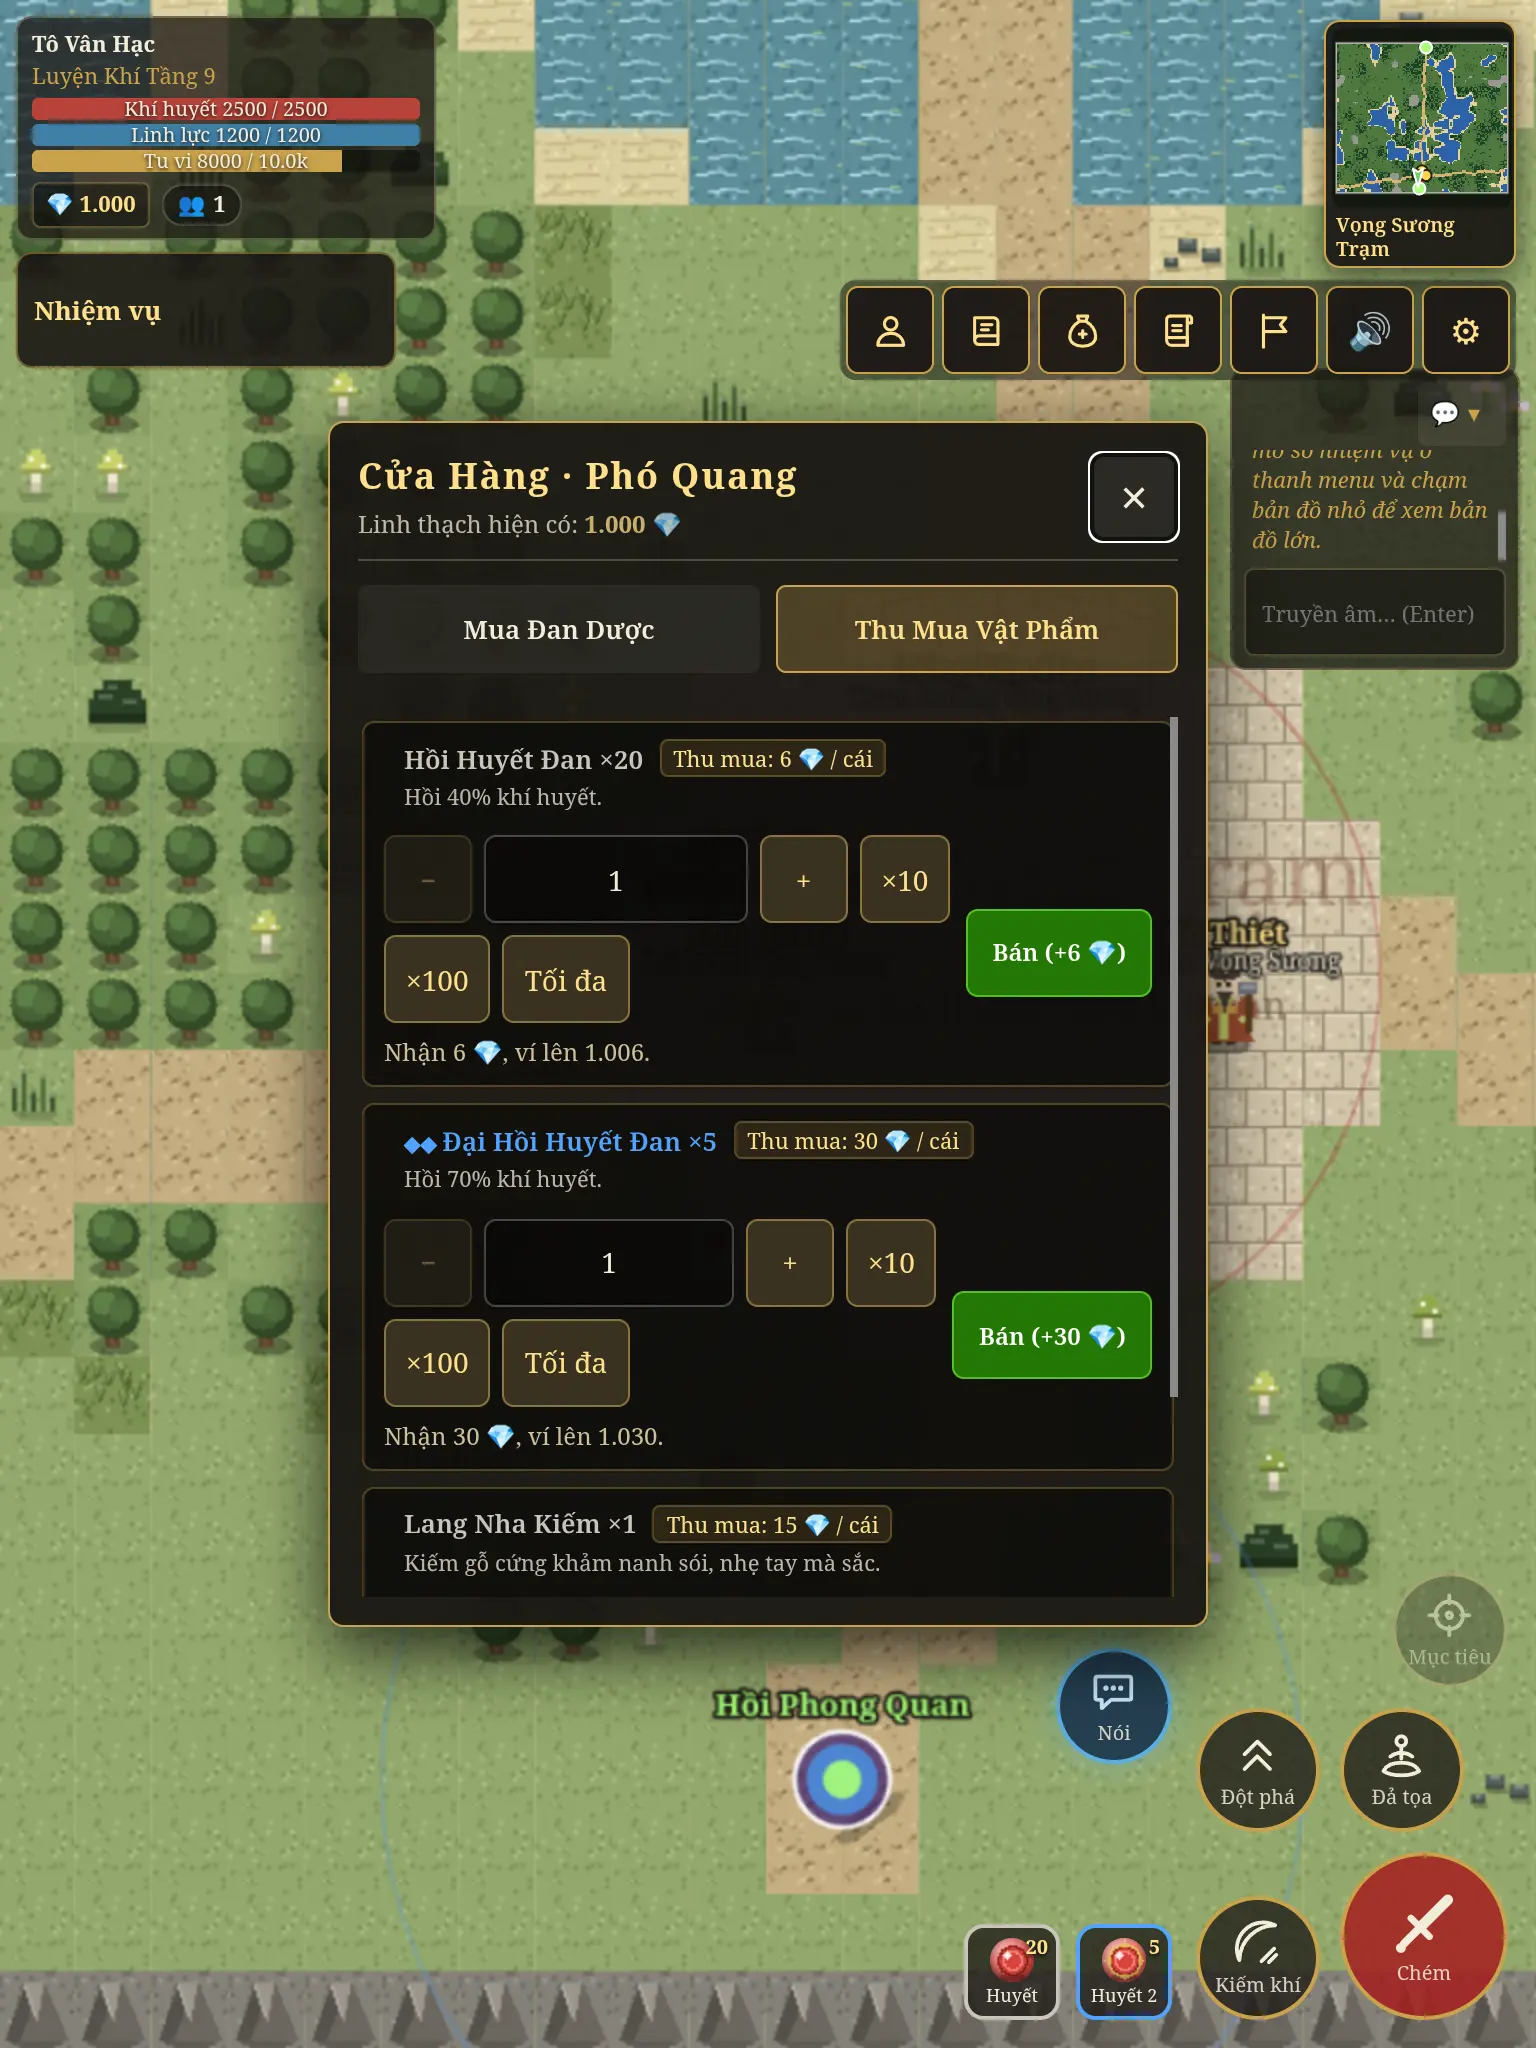 Tô Vân Hạc
Luyện Khí Tầng 9
Khí huyết 2500 / 2500
Linh lực 1200 / 1200
Tu vi 8000 / 10.0k
1.000
1
Nhiệm vụ
Vọng Sương
Trạm
mở sổ nhiệm vụ ở
thanh menu và chạm
bản đồ nhỏ để xem bản
đồ lớn.
Truyền âm... (Enter)
Cửa Hàng · Phó Quang
Linh thạch hiện có: 1.000
Mua Đan Dược
Thu Mua Vật Phẩm
Hồi Huyết Đan ×20 Thu mua: 6 / cái
Hồi 40% khí huyết.
− 1 + ×10
×100 Tối đa
Bán (+6 )
Nhận 6 , ví lên 1.006.
Đại Hồi Huyết Đan ×5 Thu mua: 30 / cái
Hồi 70% khí huyết.
− 1 + ×10
×100 Tối đa
Bán (+30 )
Nhận 30 , ví lên 1.030.
Lang Nha Kiếm ×1 Thu mua: 15 / cái
Kiếm gỗ cứng khảm nanh sói, nhẹ tay mà sắc.
Thiết
Vọng Sương
Hồi Phong Quan
Mục tiêu
Nói
Đột phá
Đả tọa
Kiếm khí
Chém
20
Huyết
5
Huyết 2